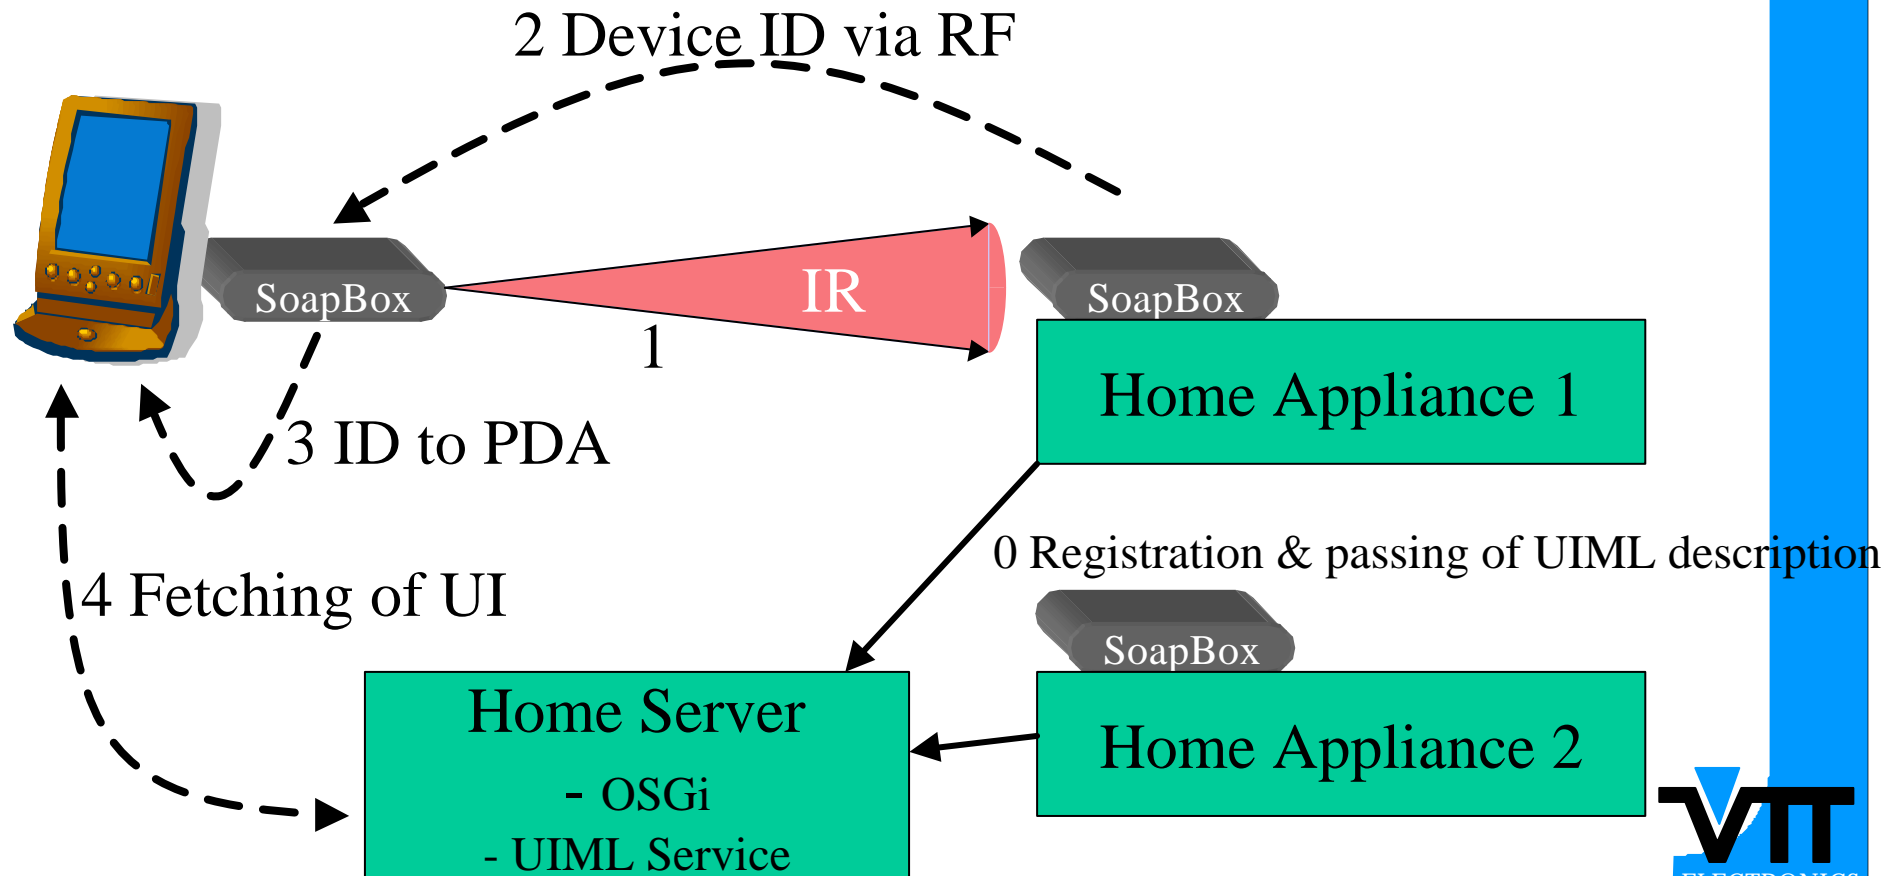 2 Device ID via RF
SoapBox
IR
SoapBox
1
Home Appliance 1
3 ID to PDA
0 Registration & passing of UIML description
4 Fetching of UI
SoapBox
Home Server
- OSGi
- UIML Service
Home Appliance 2
VTT
ELECTRONICS